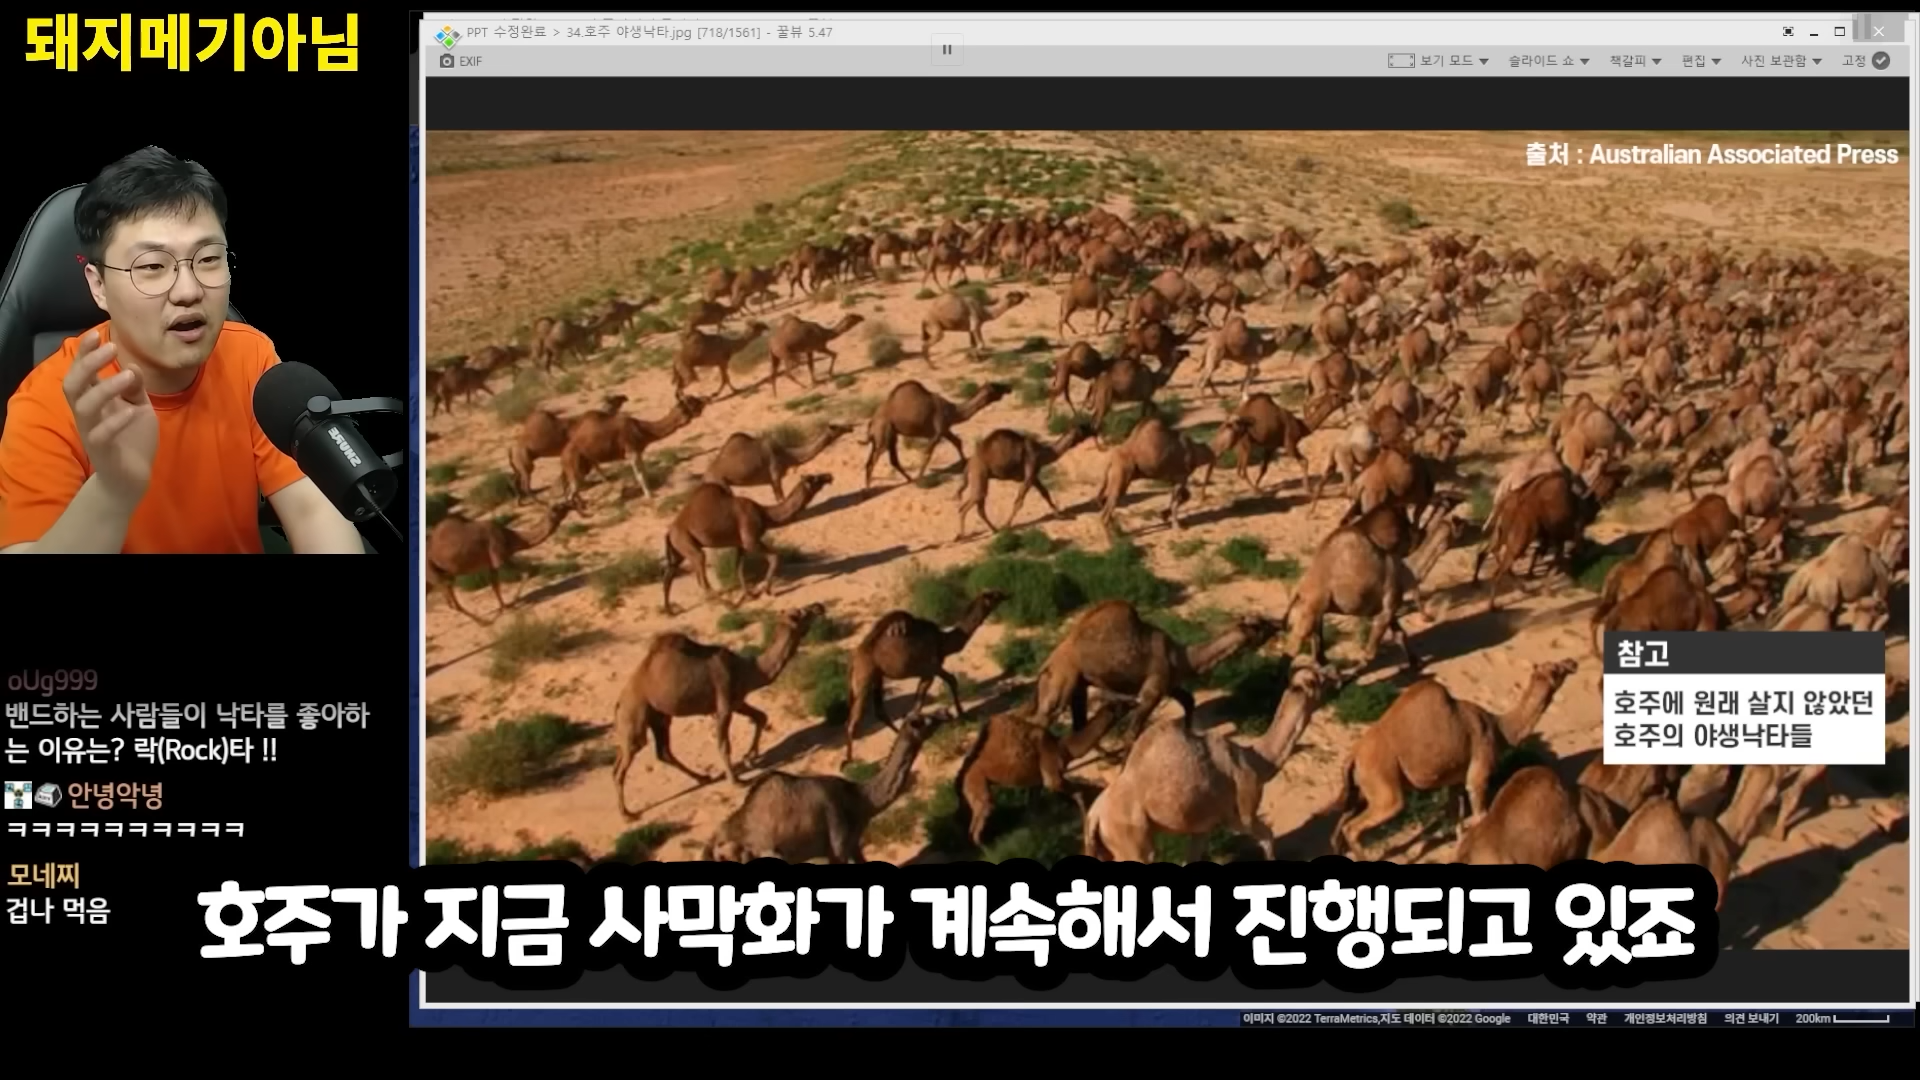 돼지메기아님
PPT 수정완료 > 34.호주 야생낙타.jpg [718/1561] - 꿀뷰 5.47
EXIF
보기 모드
슬라이드 쇼
책갈피
편집
사진 보관함
고정
출처 : Australian Associated Press
SHURE
참고
호주에 원래 살지 않았던
호주의 야생낙타들
oUg999
밴드하는 사람들이 낙타를 좋아하
는 이유는? 락(Rock)타 !!
안녕악녕
ㅋㅋㅋㅋㅋㅋㅋㅋㅋㅋ
모네찌
겁나 먹음
호주가 지금 사막화가 계속해서 진행되고 있죠
이미지 ©2022 TerraMetrics,지도 데이터 ©2022 Google 대한민국 약관 개인정보처리방침 의견 보내기 200km